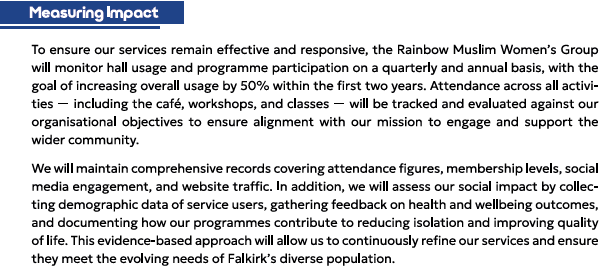 Measuring Impact
To ensure our services remain effective and responsive, the Rainbow Muslim Women's Group
will monitor hall usage and programme participation on a quarterly and annual basis, with the
goal of increasing overall usage by 50% within the first two years. Attendance across all activi-
ties — including the café, workshops, and classes — will be tracked and evaluated against our
organisational objectives to ensure alignment with our mission to engage and support the
wider community.
We will maintain comprehensive records covering attendance figures, membership levels, social
media engagement, and website traffic. In addition, we will assess our social impact by collec-
ting demographic data of service users, gathering feedback on health and wellbeing outcomes,
and documenting how our programmes contribute to reducing isolation and improving quality
of life. This evidence-based approach will allow us to continuously refine our services and ensure
they meet the evolving needs of Falkirk's diverse population.